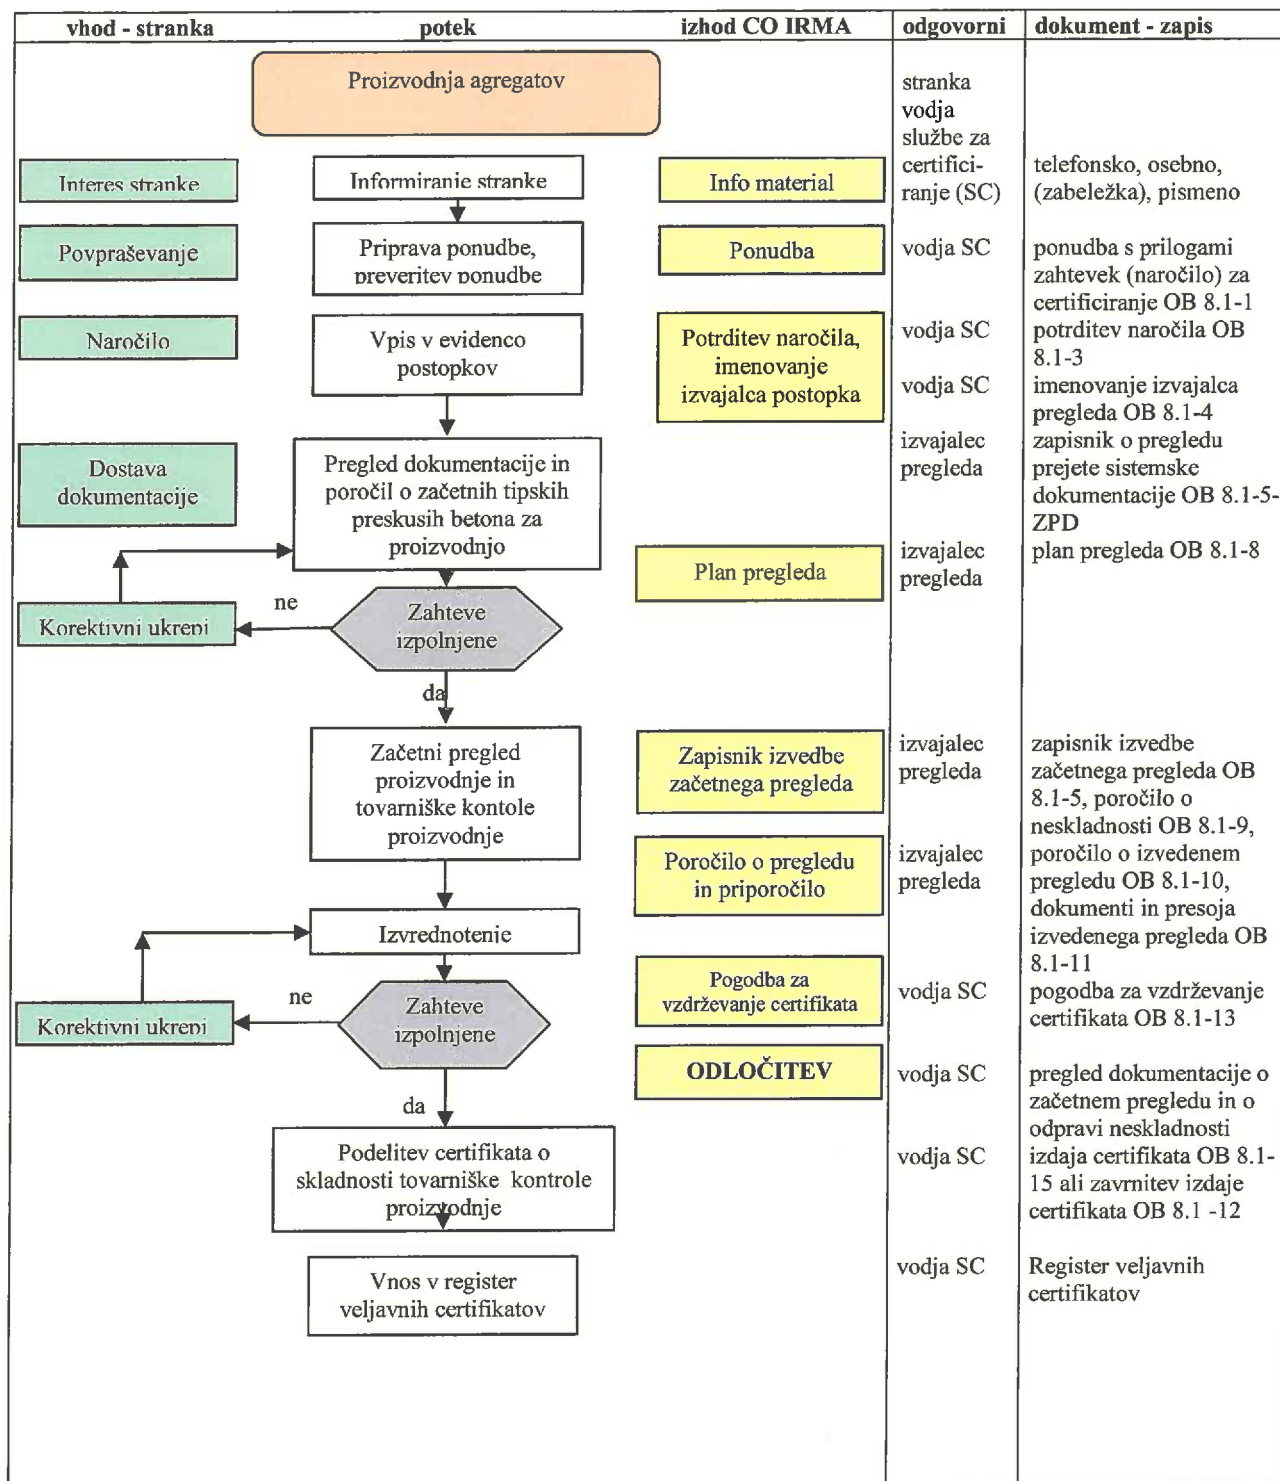 vhod - stranka
potek
izhod CO IRMA
odgovorni
dokument - zapis
Proizvodnja agregatov
stranka
vodja
službe za
certifici-
ranje (SC)
Interes stranke
Informiranje stranke
Info material
telefonsko, osebno,
(zabeležka), pismeno
Povpraševanje
Priprava ponudbe,
preveritev ponudbe
Ponudba
vodja SC
ponudba s prilogami
zahtevek (naročilo) za
certificiranje OB 8.1-1
Naročilo
Vpis v evidenco
postopkov
Potrditev naročila,
imenovanje
izvajalca postopka
vodja SC
potrditev naročila OB
8.1-3
vodja SC
imenovanje izvajalca
pregleda OB 8.1-4
Dostava
dokumentacije
Pregled dokumentacije in
poročil o začetnih tipskih
preskusih betona za
proizvodnjo
izvajalec
pregleda
zapisnik o pregledu
prejete sistemske
dokumentacije OB 8.1-5-
ZPD
Plan pregleda
izvajalec
pregleda
plan pregleda OB 8.1-8
Korektivni ukrepi
ne
Zahteve
izpolnjene
da
Začetni pregled
proizvodnje in
tovarniške kontole
proizvodnje
Zapisnik izvedbe
začetnega pregleda
izvajalec
pregleda
zapisnik izvedbe
začetnega pregleda OB
8.1-5, poročilo o
neskladnosti OB 8.1-9,
Poročilo o pregledu
in priporočilo
izvajalec
pregleda
poročilo o izvedenem
pregledu OB 8.1-10,
dokumenti in presoja
izvedenega pregleda OB
8.1-11
Izvrednotenje
Pogodba za
vzdrževanje certifikata
vodja SC
pogodba za vzdrževanje
certifikata OB 8.1-13
Korektivni ukrepi
ne
Zahteve
izpolnjene
da
ODLOČITEV
vodja SC
pregled dokumentacije o
začetnem pregledu in o
odpravi neskladnosti
Podelitev certifikata o
skladnosti tovarniške kontrole
proizvodnje
vodja SC
izdaja certifikata OB 8.1-
15 ali zavrnitev izdaje
certifikata OB 8.1 -12
Vnos v register
veljavnih certifikatov
vodja SC
Register veljavnih
certifikatov